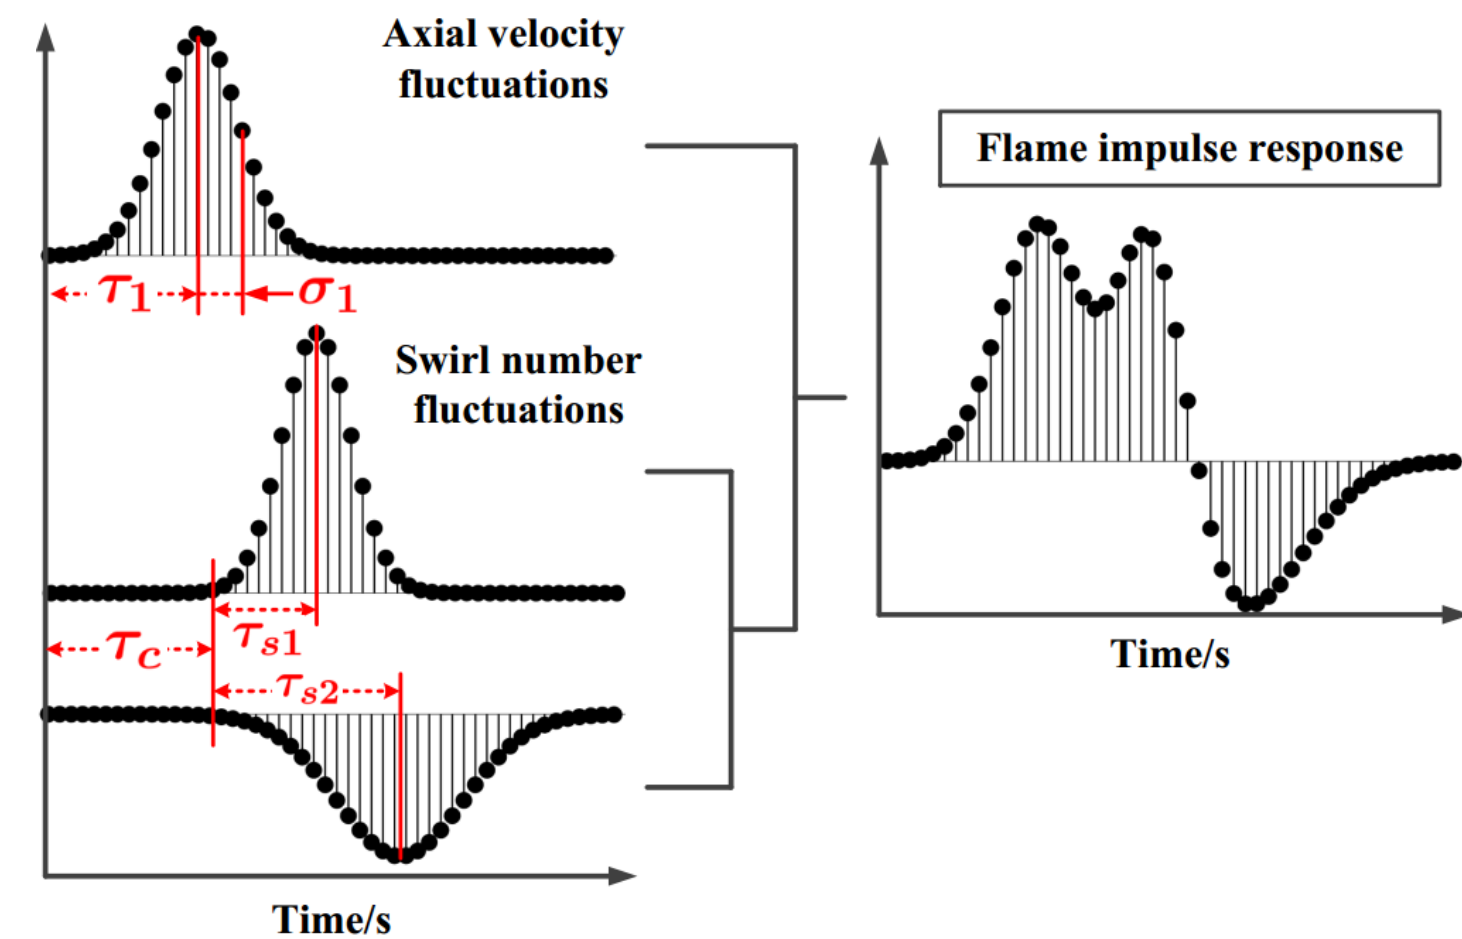 Axial velocity
fluctuations
τ1
σ1
Swirl number
fluctuations
τs1
τc
τs2
Time/s
Flame impulse response
Time/s